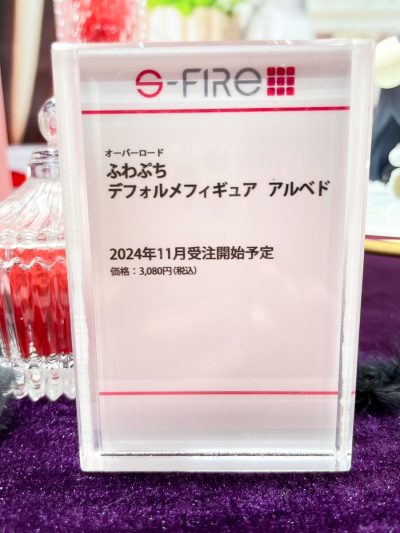 S-FIRE
オーバーロード
ふわぷち
デフォルメフィギュア アルベド
2024年11月受注開始予定
価格：3,080円(税込)